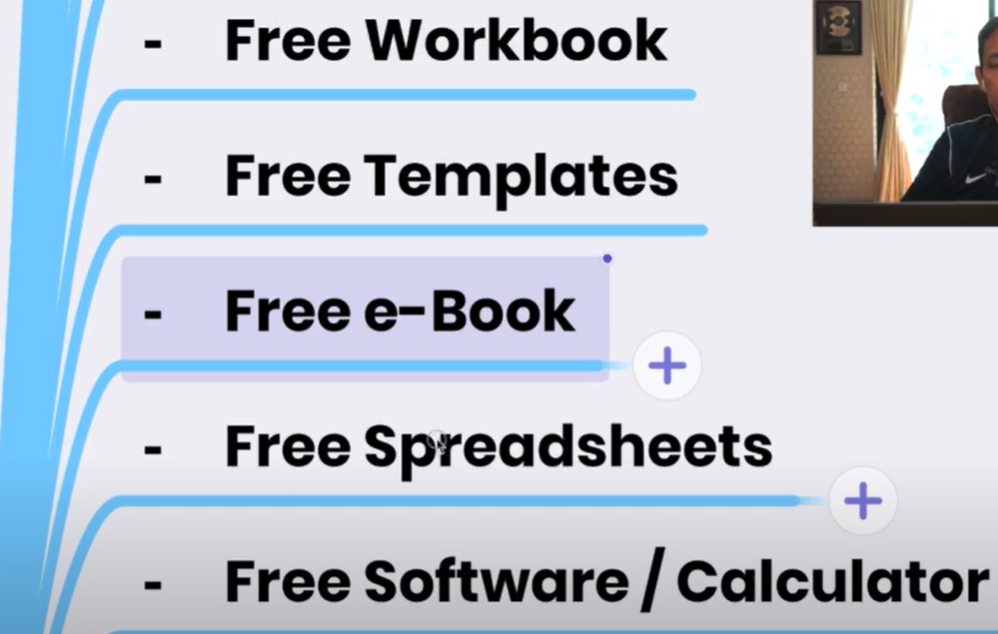 - Free Workbook
- Free Templates
- Free e-Book
- Free Spreadsheets
- Free Software / Calculator